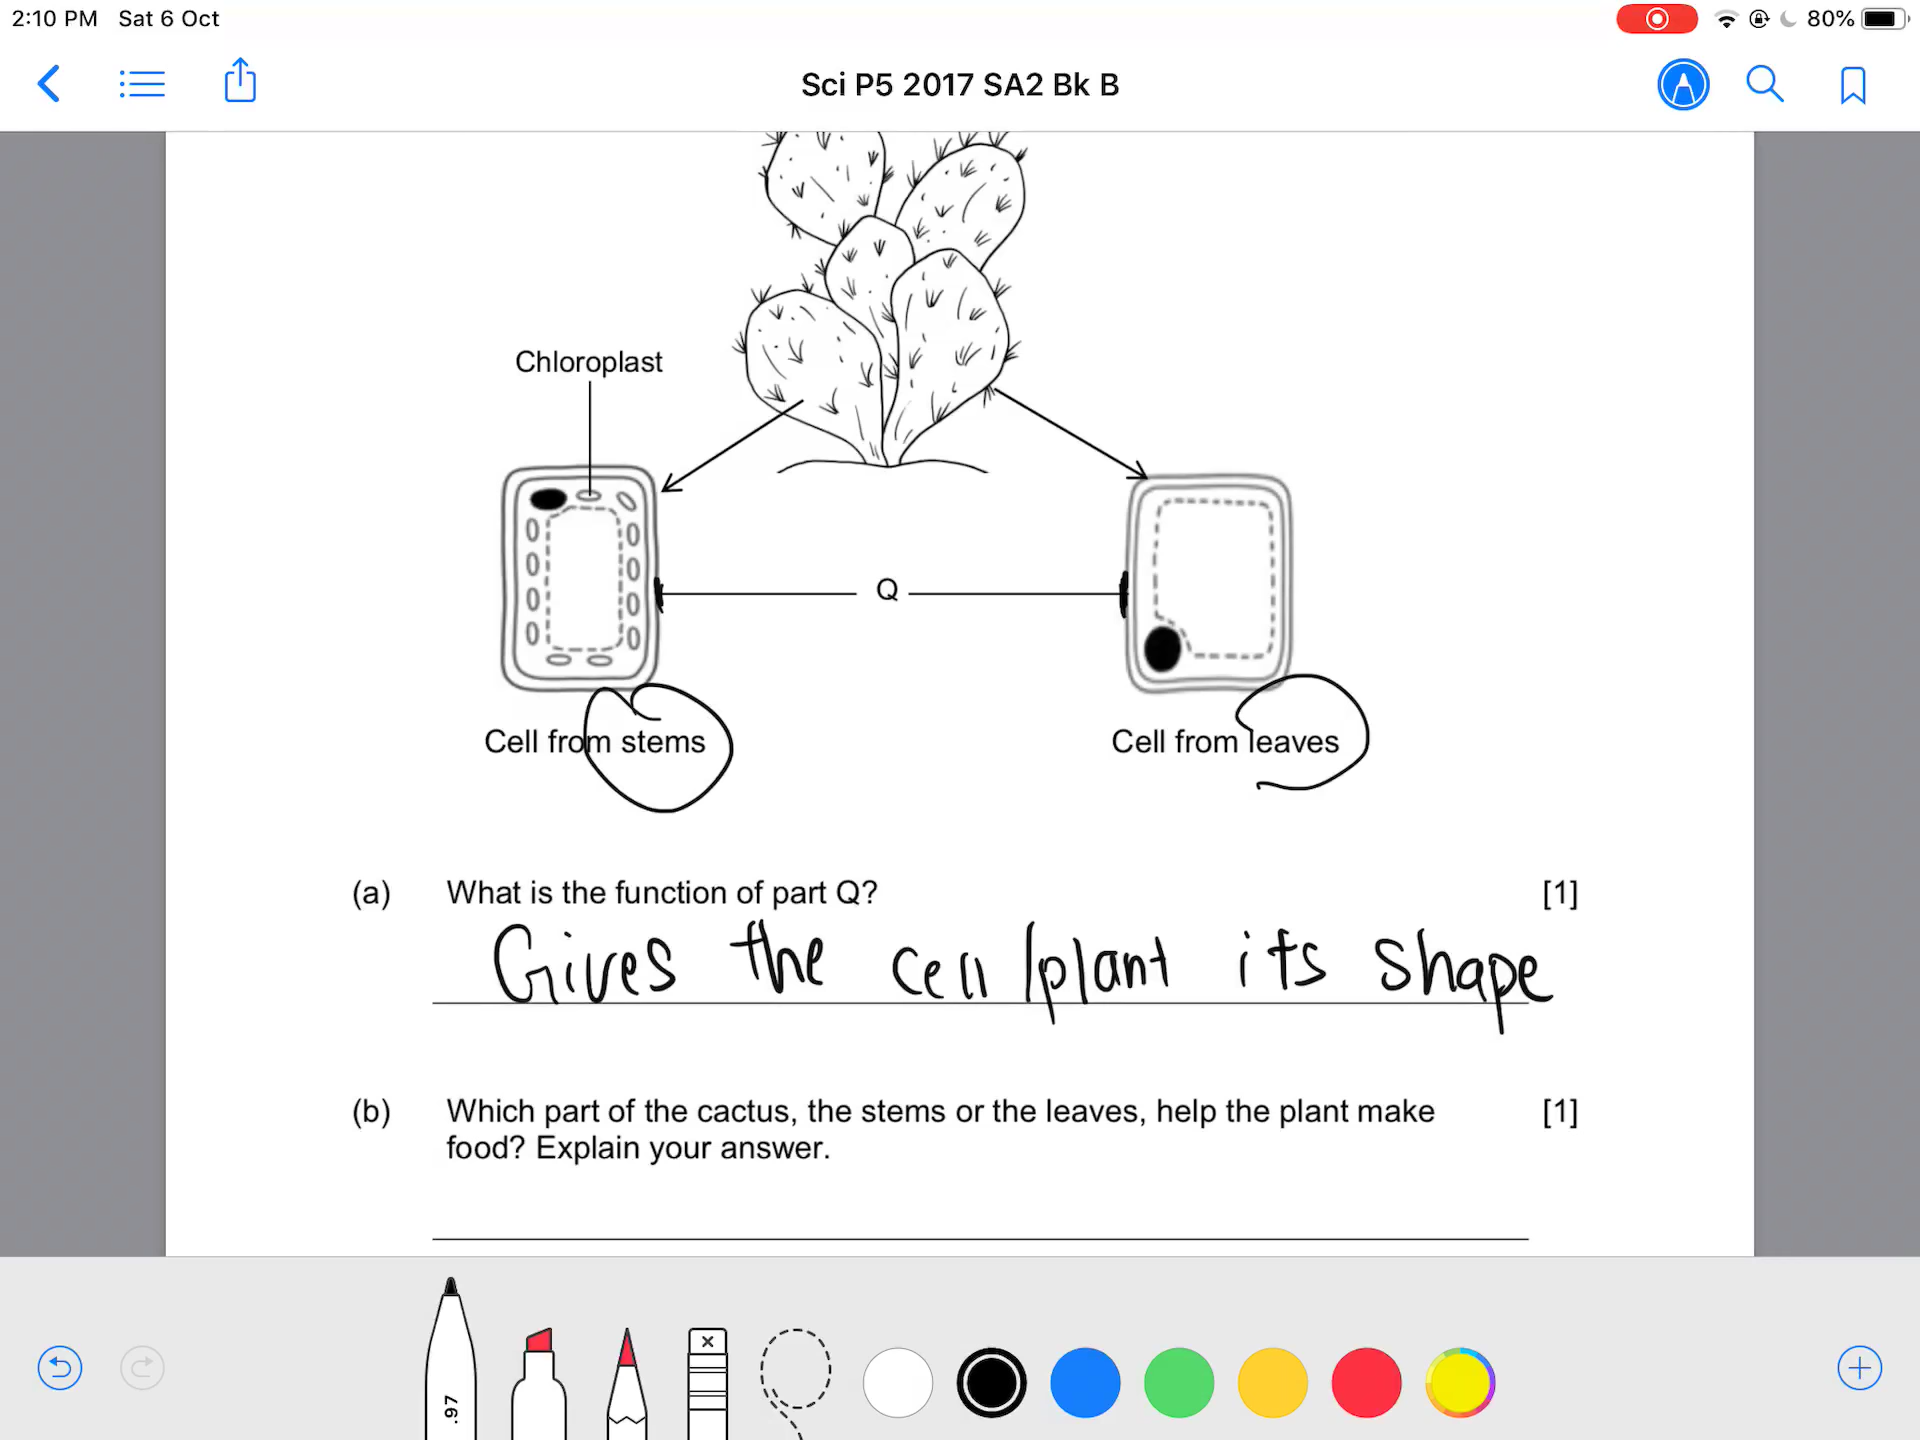 2:10 PM Sat 6 Oct
80%
Sci P5 2017 SA2 Bk B
Chloroplast
Q
Cell from stems
Cell from leaves
(a) What is the function of part Q? [1]
Gives the cell/plant its shape
(b) Which part of the cactus, the stems or the leaves, help the plant make [1]
food? Explain your answer.
.97